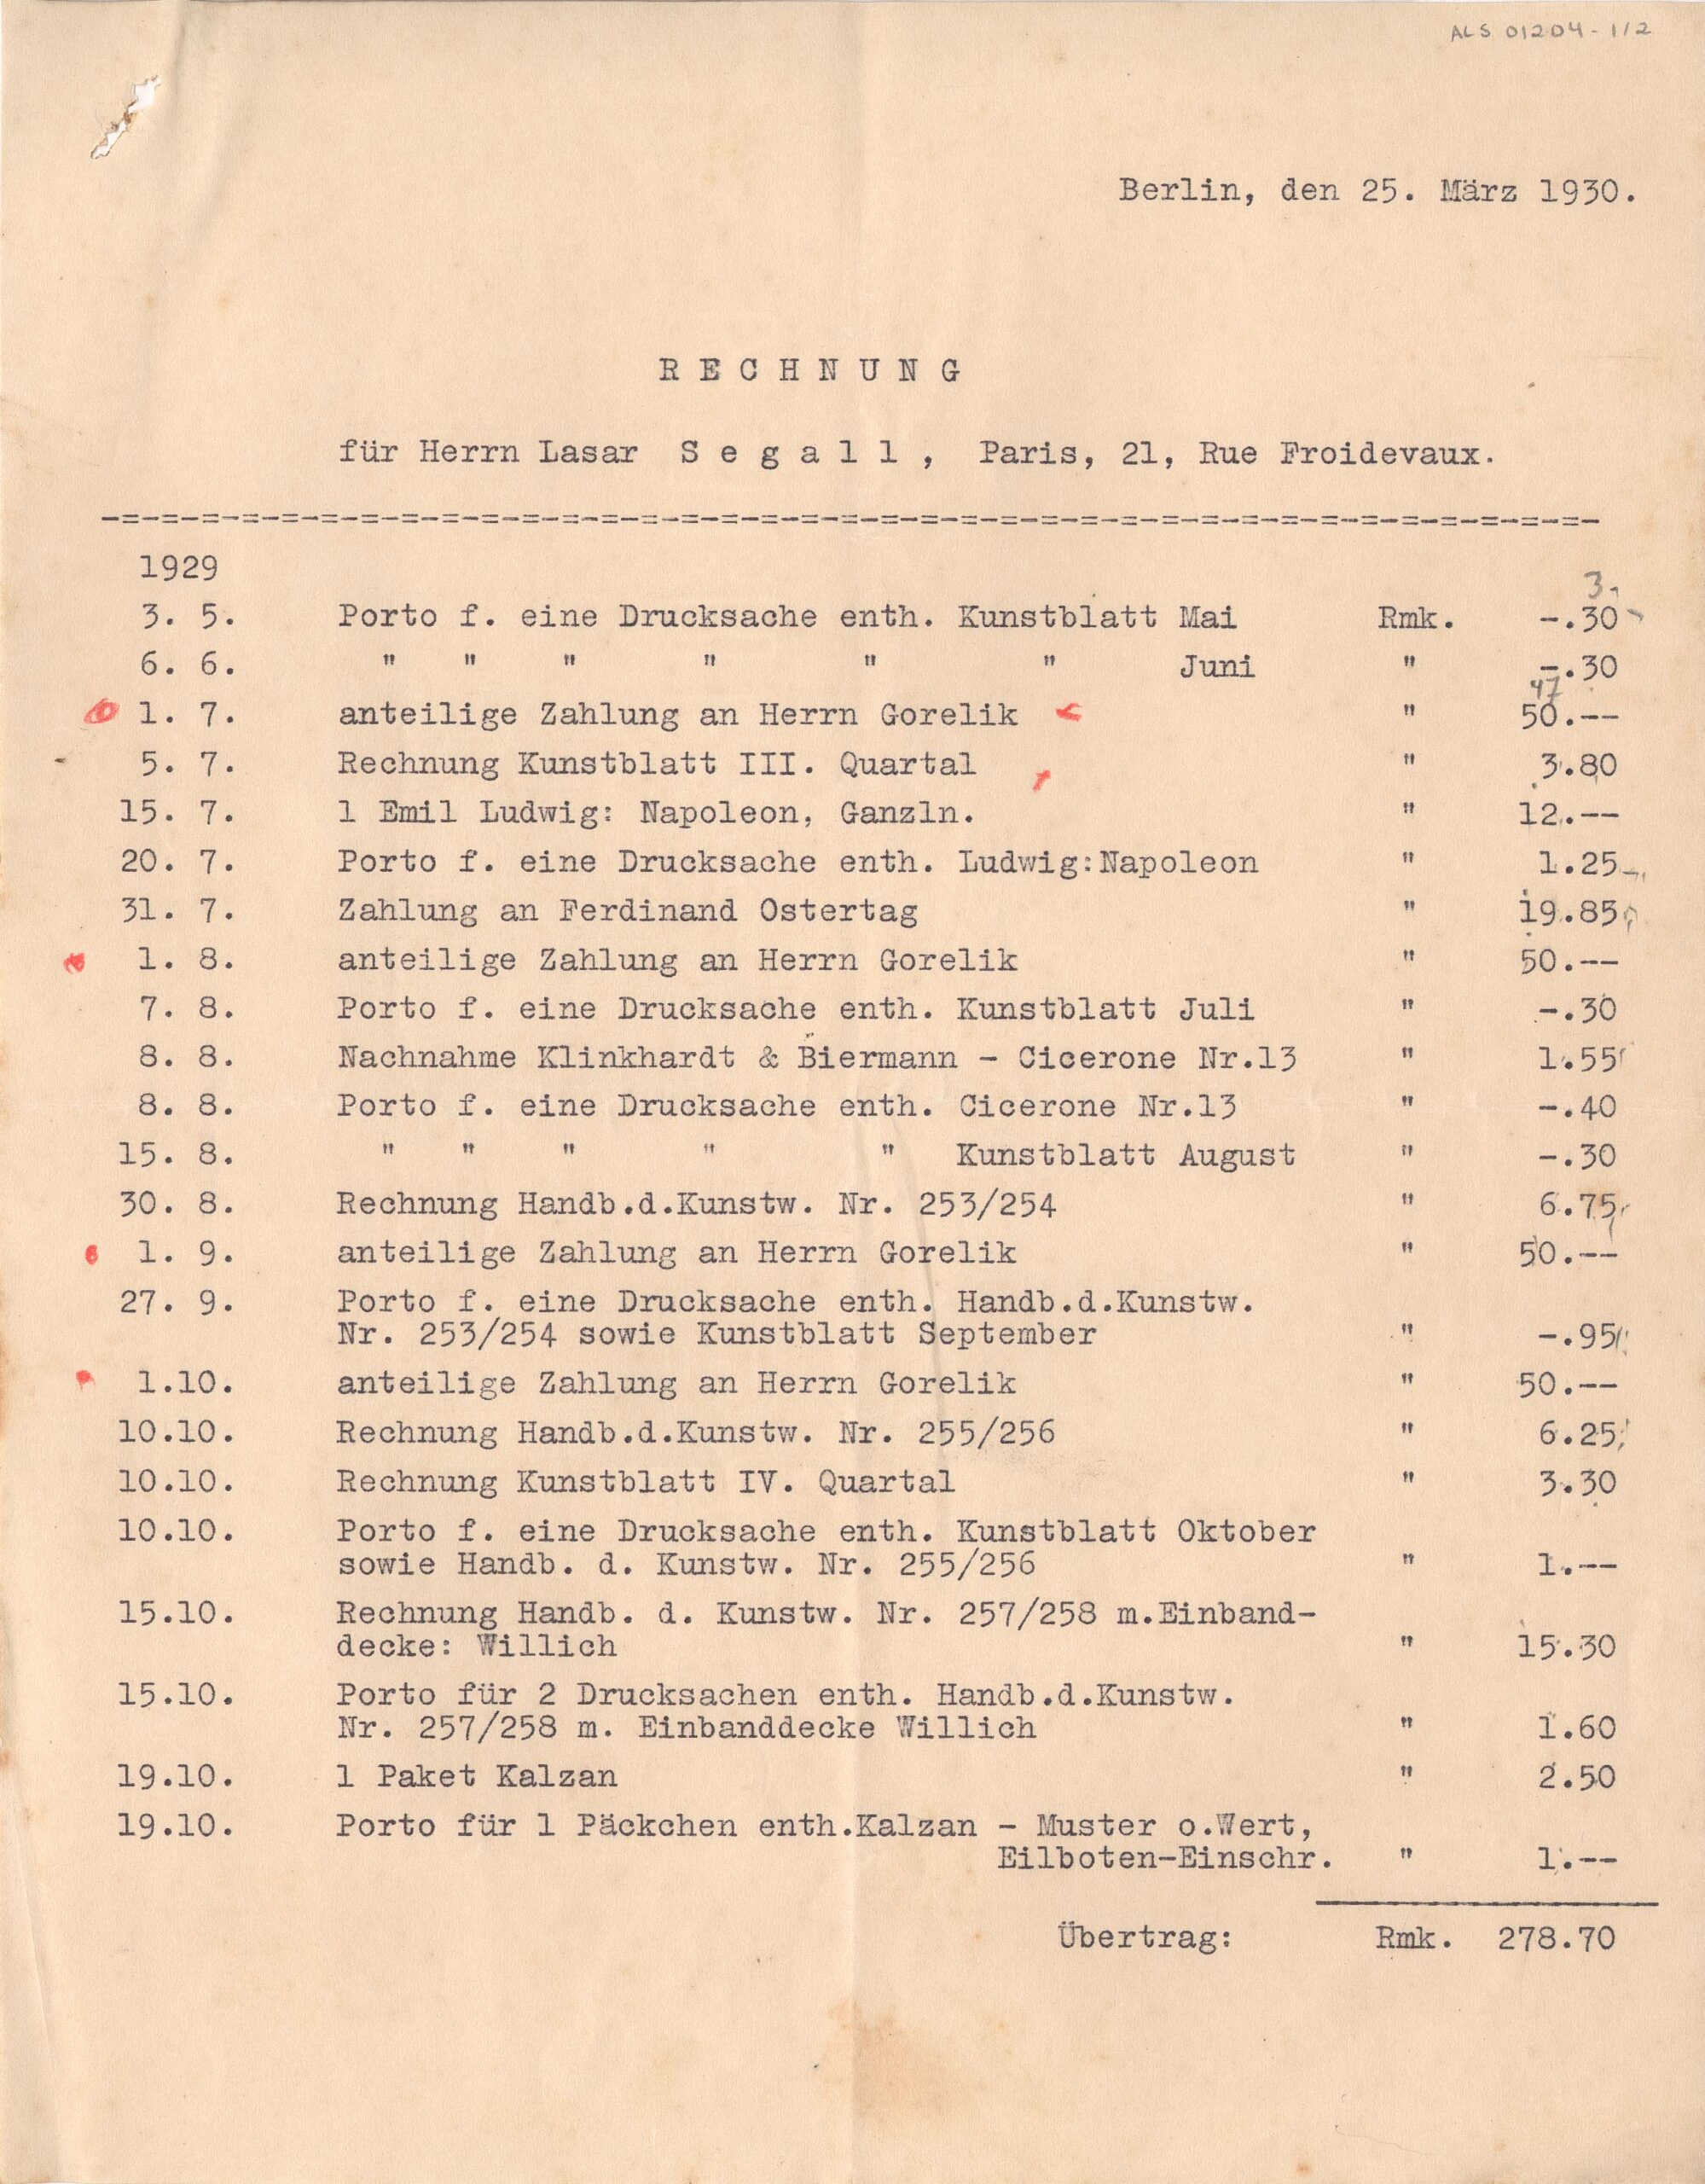 ALS 01204-1/2
Berlin, den 25. März 1930.
R E C H N U N G
für Herrn Lasar S e g a l l , Paris, 21, Rue Froidevaux.
-=-=-=-=-=-=-=-=-=-=-=-=-=-=-=-=-=-=-=-=-=-=-=-=-=-=-=-=-=-=-=-=-=-=-=-=-=-
1929
3.
3. 5. Porto f. eine Drucksache enth. Kunstblatt Mai Rmk. -.30
6. 6. " " " " " " Juni " -.30
47
1. 7. anteilige Zahlung an Herrn Gorelik " 50.--
5. 7. Rechnung Kunstblatt III. Quartal " 3.80
15. 7. 1 Emil Ludwig: Napoleon, Ganzln. " 12.--
20. 7. Porto f. eine Drucksache enth. Ludwig:Napoleon " 1.25
31. 7. Zahlung an Ferdinand Ostertag " 19.85
1. 8. anteilige Zahlung an Herrn Gorelik " 50.--
7. 8. Porto f. eine Drucksache enth. Kunstblatt Juli " -.30
8. 8. Nachnahme Klinkhardt & Biermann - Cicerone Nr.13 " 1.55
8. 8. Porto f. eine Drucksache enth. Cicerone Nr.13 " -.40
15. 8. " " " " " Kunstblatt August " -.30
30. 8. Rechnung Handb.d.Kunstw. Nr. 253/254 " 6.75
1. 9. anteilige Zahlung an Herrn Gorelik " 50.--
27. 9. Porto f. eine Drucksache enth. Handb.d.Kunstw.
Nr. 253/254 sowie Kunstblatt September " -.95
1.10. anteilige Zahlung an Herrn Gorelik " 50.--
10.10. Rechnung Handb.d.Kunstw. Nr. 255/256 " 6.25
10.10. Rechnung Kunstblatt IV. Quartal " 3.30
10.10. Porto f. eine Drucksache enth. Kunstblatt Oktober
sowie Handb. d. Kunstw. Nr. 255/256 " 1.--
15.10. Rechnung Handb. d. Kunstw. Nr. 257/258 m.Einband-
decke: Willich " 15.30
15.10. Porto für 2 Drucksachen enth. Handb.d.Kunstw.
Nr. 257/258 m. Einbanddecke Willich " 1.60
19.10. 1 Paket Kalzan " 2.50
19.10. Porto für 1 Päckchen enth.Kalzan - Muster o.Wert,
Eilboten-Einschr. " 1.--
Übertrag: Rmk. 278.70